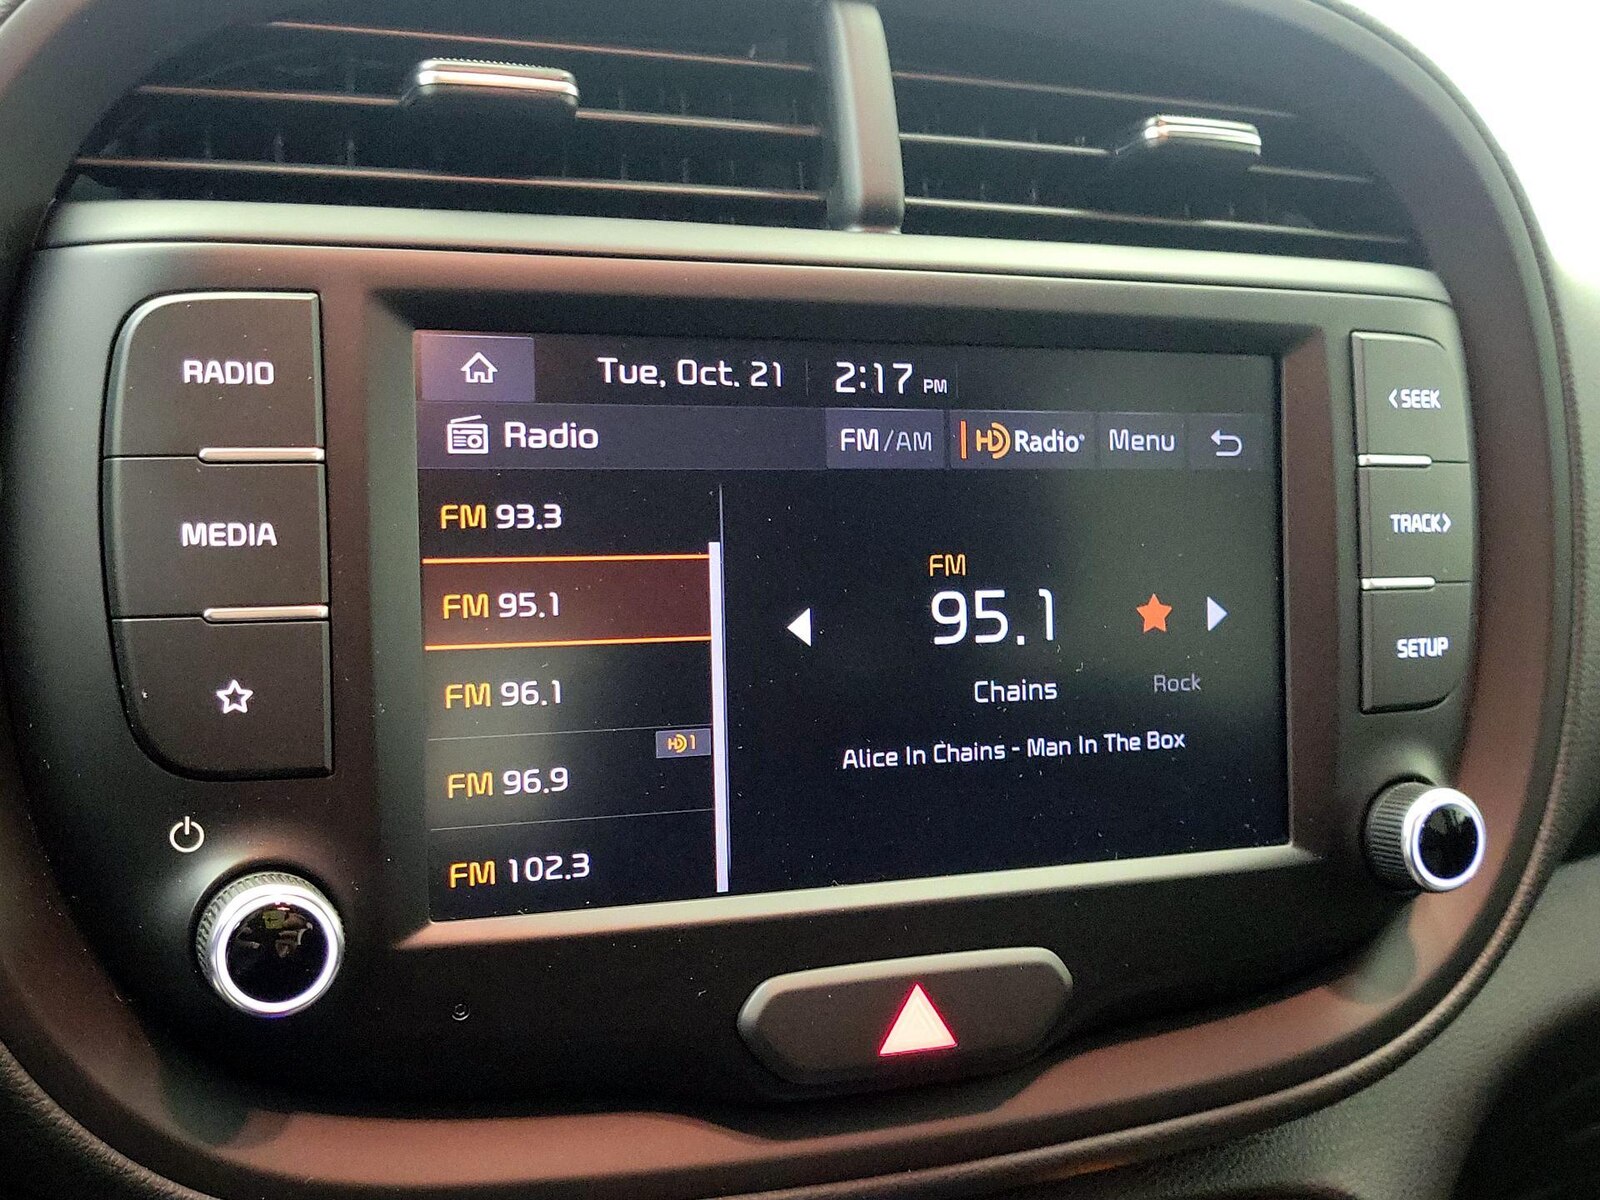 RADIO
MEDIA
Tue, Oct. 21 2:17 PM
Radio FM/AM HD Radio® Menu
FM 93.3
FM 95.1
FM 96.1
HD 1
FM 96.9
FM 102.3
FM
95.1
Chains Rock
Alice In Chains - Man In The Box
<SEEK
TRACK>
SETUP